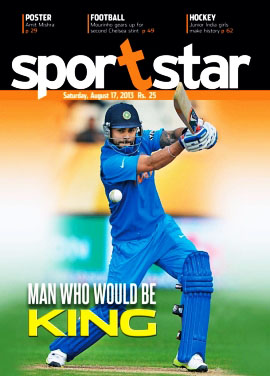 POSTER
Amit Mishra
p 29
FOOTBALL
Mourinho gears up for
second Chelsea stint p 49
HOCKEY
Junior India girls
make history p 62
sportstar
Saturday, August 17, 2013 Rs. 25
MAN WHO WOULD BE
KING